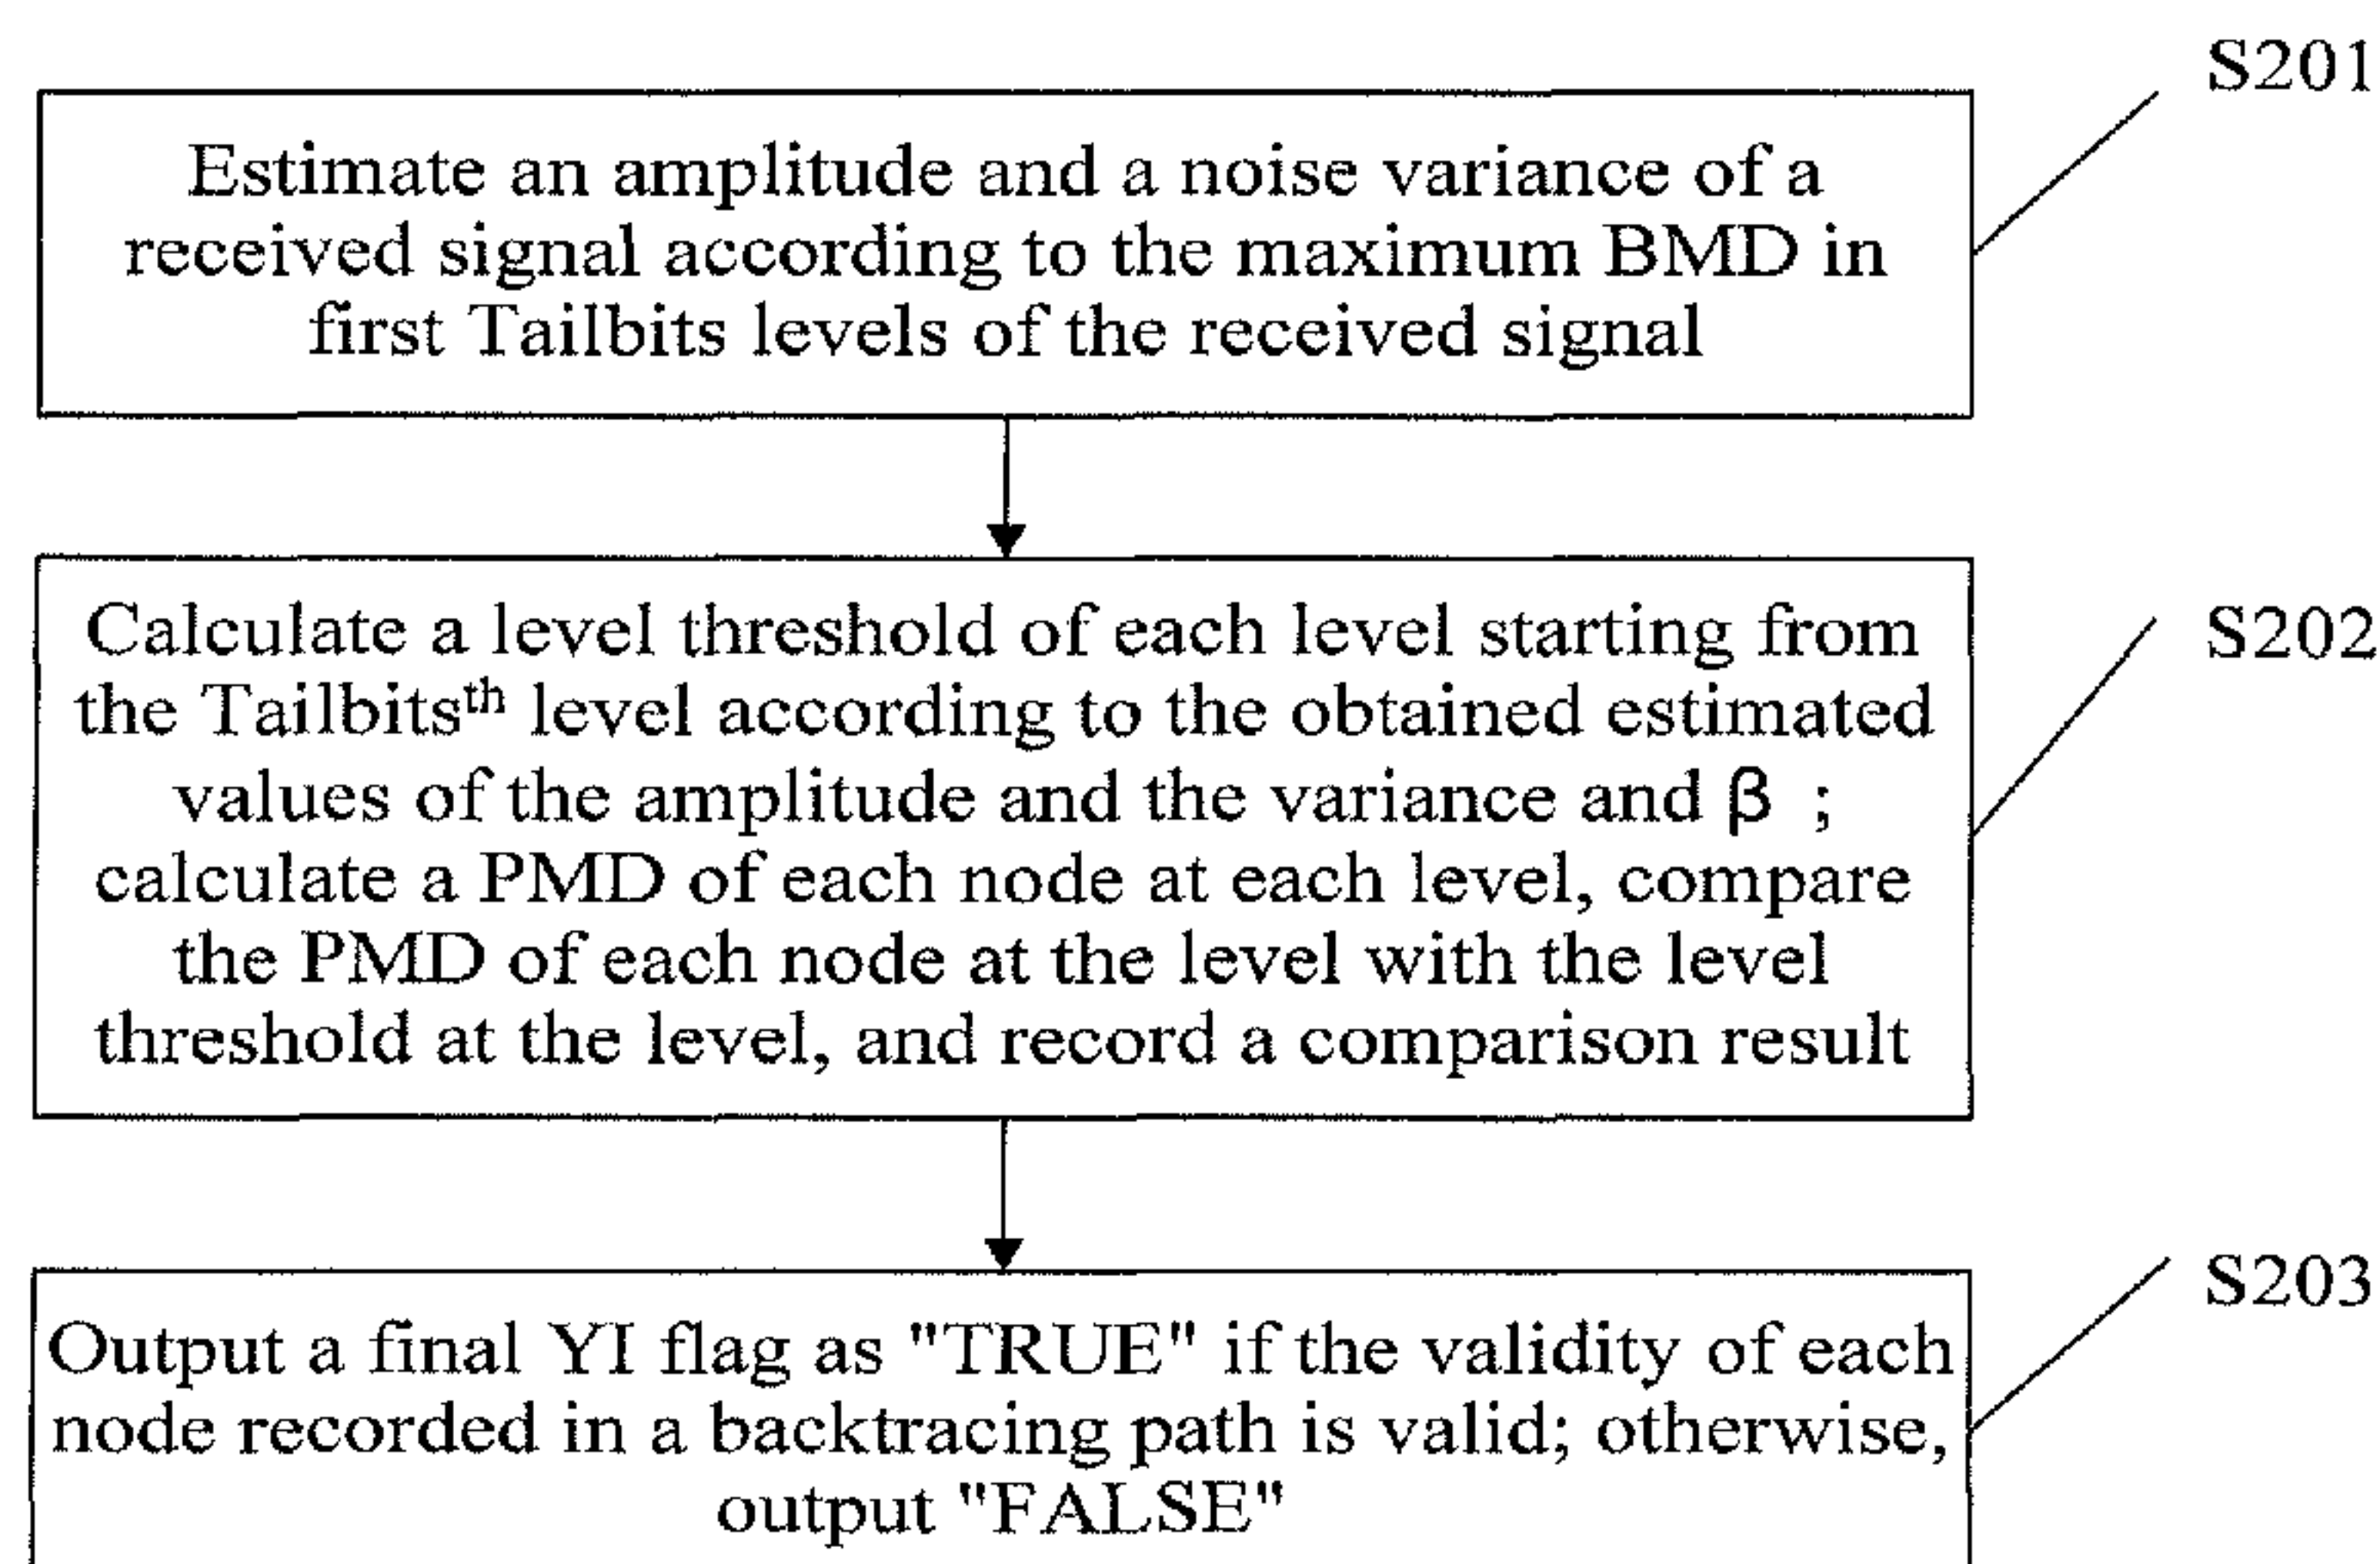 S201
Estimate an amplitude and a noise variance of a
received signal according to the maximum BMD in
first Tailbits levels of the received signal
S202
Calculate a level threshold of each level starting from
the Tailbitsᵗʰ level according to the obtained estimated
values of the amplitude and the variance and β ;
calculate a PMD of each node at each level, compare
the PMD of each node at the level with the level
threshold at the level, and record a comparison result
S203
Output a final YI flag as "TRUE" if the validity of each
node recorded in a backtracing path is valid; otherwise,
output "FALSE"